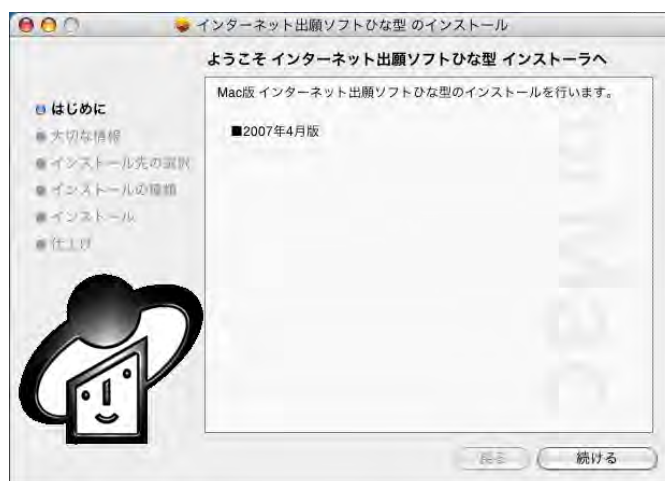 インターネット出願ソフトひな型 のインストール
ようこそ インターネット出願ソフトひな型 インストーラへ
はじめに
大切な情報
インストール先の選択
インストールの種類
インストール
仕上げ
Mac版 インターネット出願ソフトひな型のインストールを行います。
■2007年4月版
for Mac
戻る
続ける